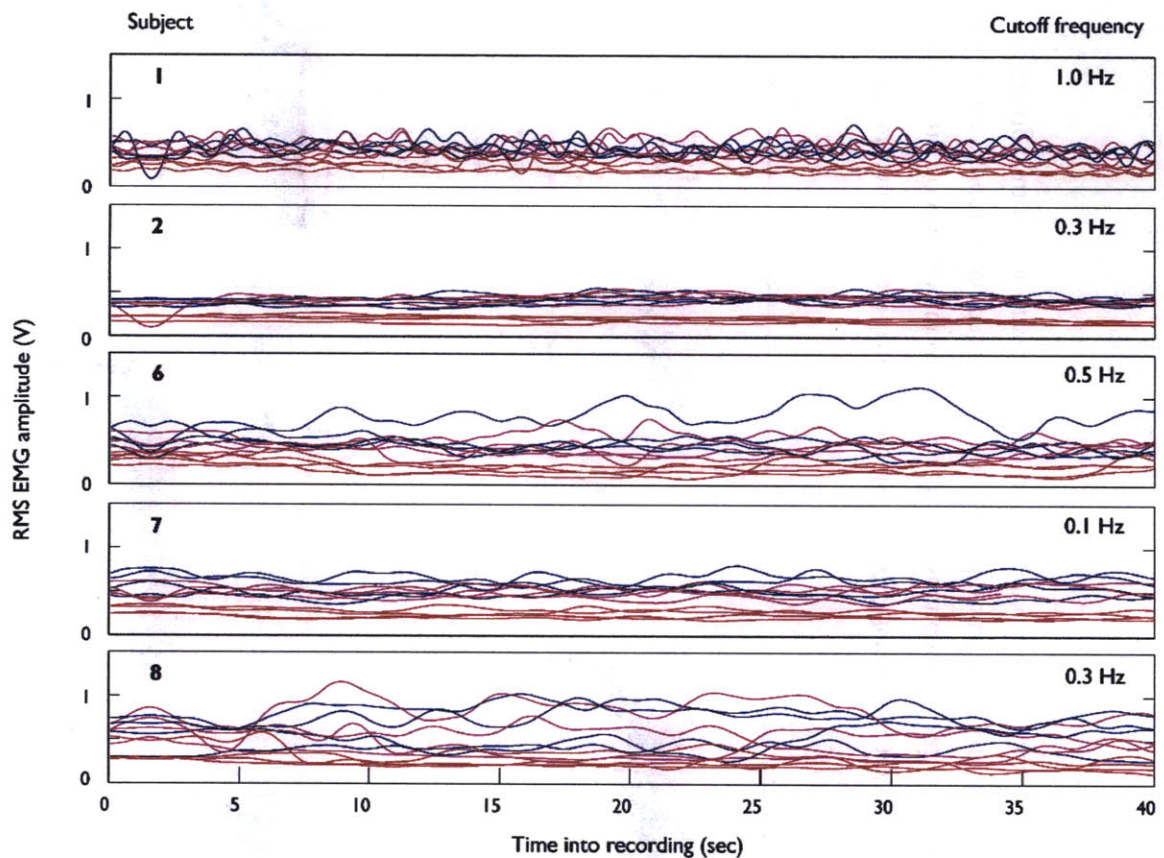 Subject Cutoff frequency
1 1.0 Hz
1
0
2 0.3 Hz
1
0
6 0.5 Hz
1
0
7 0.1 Hz
1
0
8 0.3 Hz
1
0
0 5 10 15 20 25 30 35 40
RMS EMG amplitude (V)
Time into recording (sec)